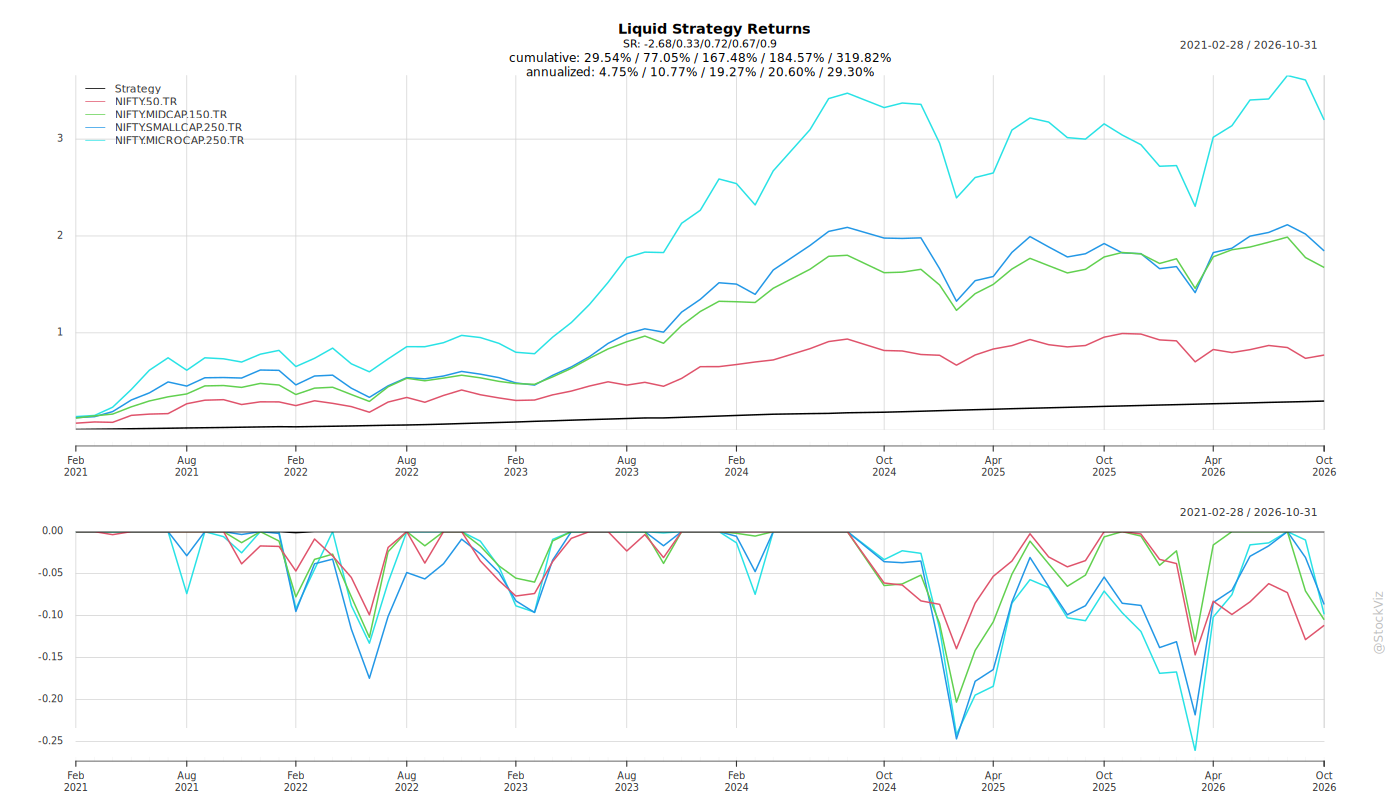 Liquid Strategy Returns
SR: -2.68/0.33/0.72/0.67/0.9
cumulative: 29.54% / 77.05% / 167.48% / 184.57% / 319.82%
annualized: 4.75% / 10.77% / 19.27% / 20.60% / 29.30%
2021-02-28 / 2026-10-31
Strategy
NIFTY.50.TR
NIFTY.MIDCAP.150.TR
NIFTY.SMALLCAP.250.TR
NIFTY.MICROCAP.250.TR
3
2
1
Feb Aug Feb Aug Feb Aug Feb Oct Apr Oct Apr Oct
2021 2021 2022 2022 2023 2023 2024 2024 2025 2025 2026 2026
2021-02-28 / 2026-10-31
0.00
-0.05
-0.10
-0.15
-0.20
-0.25
Feb Aug Feb Aug Feb Aug Feb Oct Apr Oct Apr Oct
2021 2021 2022 2022 2023 2023 2024 2024 2025 2025 2026 2026
@StockViz